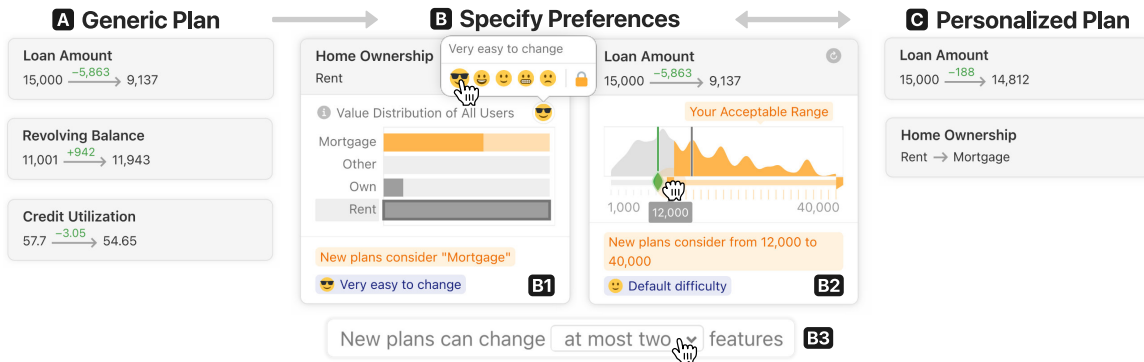 A Generic Plan
Loan Amount
15,000 −5,863 9,137
Revolving Balance
11,001 +942 11,943
Credit Utilization
57.7 −3.05 54.65
B Specify Preferences
Home Ownership
Rent
Very easy to change
Value Distribution of All Users
Mortgage
Other
Own
Rent
New plans consider "Mortgage"
Very easy to change
B1
Loan Amount
15,000 −5,863 9,137
Your Acceptable Range
1,000
12,000
40,000
New plans consider from 12,000 to
40,000
Default difficulty
B2
New plans can change at most two features
B3
C Personalized Plan
Loan Amount
15,000 −188 14,812
Home Ownership
Rent → Mortgage